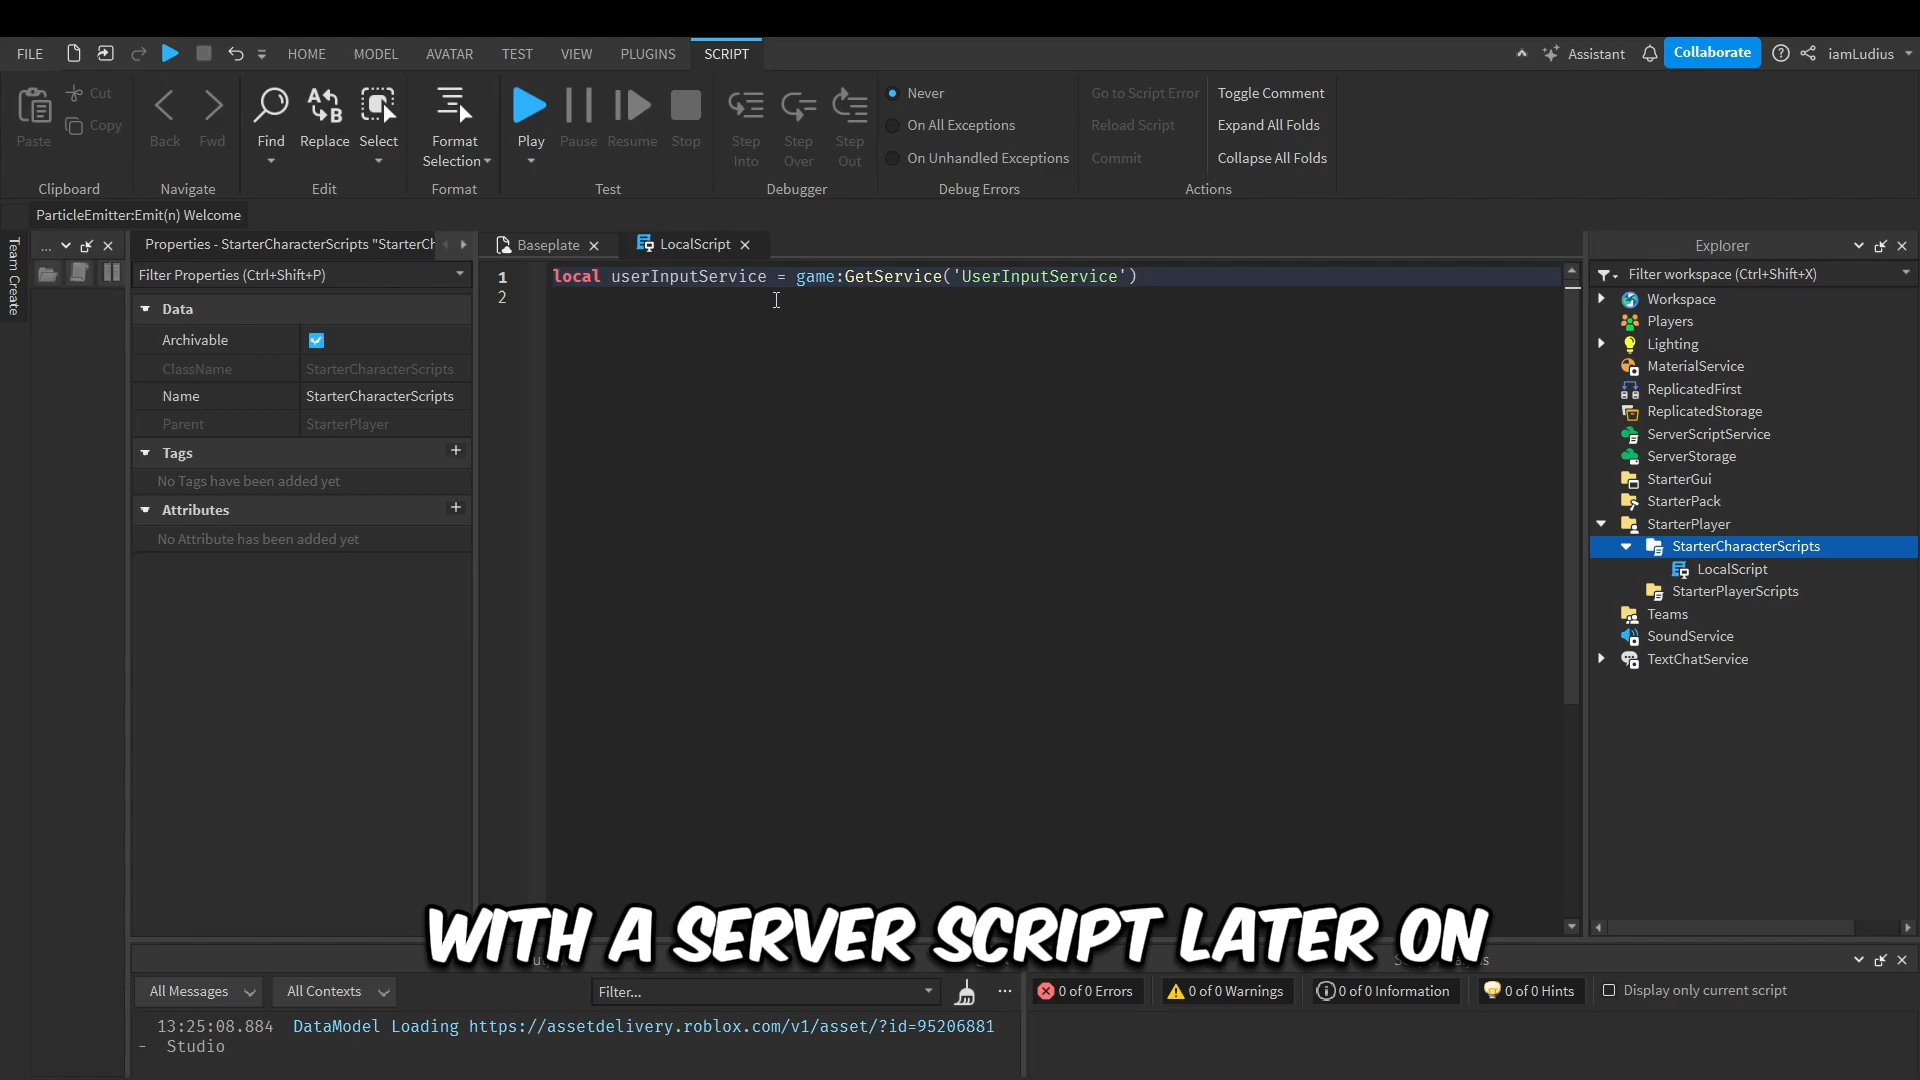 FILE HOME MODEL AVATAR TEST VIEW PLUGINS SCRIPT Assistant Collaborate iamLudius
Paste Cut Copy Back Fwd Find Replace Select Format Selection Play Pause Resume Stop Step Into Step Over Step Out
Never Go to Script Error Toggle Comment
On All Exceptions Reload Script Expand All Folds
On Unhandled Exceptions Commit Collapse All Folds
Clipboard Navigate Edit Format Test Debugger Debug Errors Actions
ParticleEmitter:Emit(n) Welcome
Team Create
...
Properties - StarterCharacterScripts "StarterCh
Filter Properties (Ctrl+Shift+P)
Data
Archivable
ClassName StarterCharacterScripts
Name StarterCharacterScripts
Parent StarterPlayer
Tags +
No Tags have been added yet
Attributes +
No Attribute has been added yet
Baseplate LocalScript
1 local userInputService = game:GetService('UserInputService')
2
Explorer
Filter workspace (Ctrl+Shift+X)
Workspace
Players
Lighting
MaterialService
ReplicatedFirst
ReplicatedStorage
ServerScriptService
ServerStorage
StarterGui
StarterPack
StarterPlayer
StarterCharacterScripts
LocalScript
StarterPlayerScripts
Teams
SoundService
TextChatService
WITH A SERVER SCRIPT LATER ON
All Messages All Contexts Filter... ...
13:25:08.884 DataModel Loading https://assetdelivery.roblox.com/v1/asset/?id=95206881
- Studio
0 of 0 Errors 0 of 0 Warnings 0 of 0 Information 0 of 0 Hints Display only current script